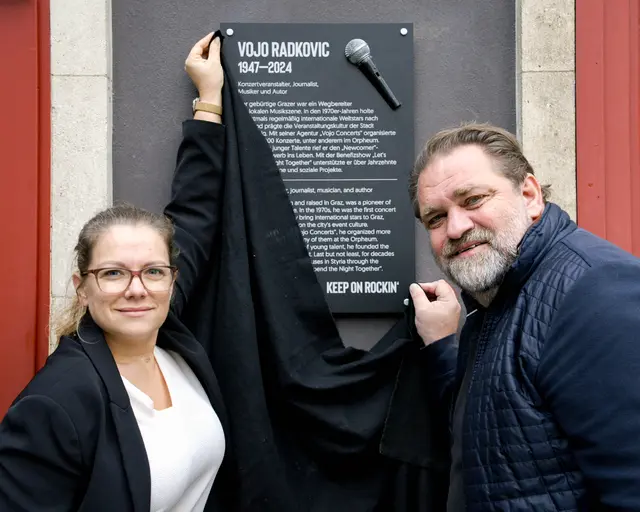 VOJO RADKOVIC
1947–2024
Konzertveranstalter, Journalist,
Musiker und Autor
gebürtige Grazer war ein Wegbereiter
lokalen Musikszene. In den 1970er-Jahren holte
regelmäßig internationale Weltstars nach
und prägte die Veranstaltungskultur der Stadt
Mit seiner Agentur „Vojo Concerts" organisierte
Konzerte, unter anderem im Orpheum.
junger Talente rief er den „Newcomer"-
ins Leben. Mit der Benefizshow „Let's
Night Together" unterstützte er über Jahrzehnte
und soziale Projekte.
journalist, musician, and author
and raised in Graz, was a pioneer of
scene. In the 1970s, he was the first
bring international stars to Graz,
on the city's event culture.
Concerts", he organized more
of them at the Orpheum.
of young talent, he founded the
Last but not least, for decades
in Styria through the
the Night Together".
KEEP ON ROCKIN'